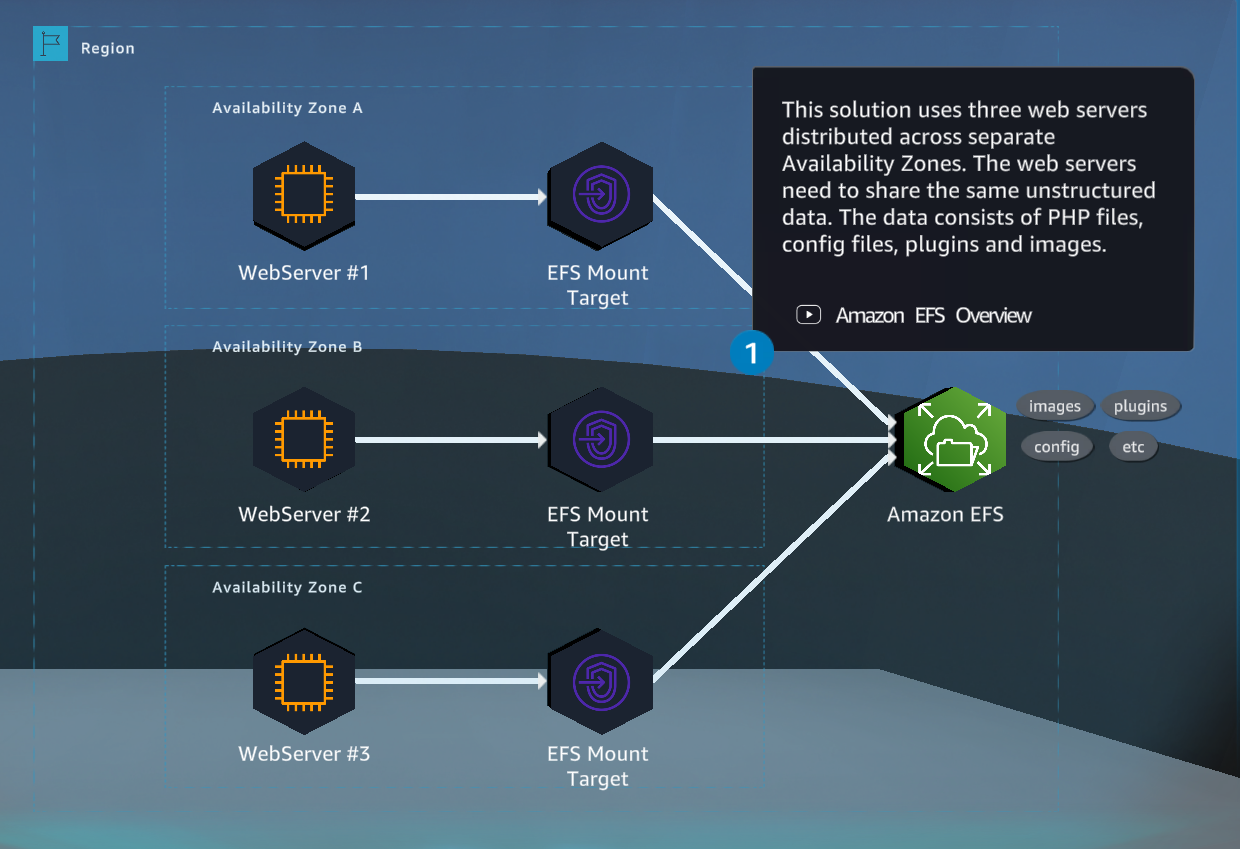 Region
Availability Zone A
This solution uses three web servers
distributed across separate
Availability Zones. The web servers
need to share the same unstructured
data. The data consists of PHP files,
config files, plugins and images.
Amazon EFS Overview
WebServer #1
EFS Mount
Target
1
Availability Zone B
images
plugins
config
etc
WebServer #2
EFS Mount
Target
Amazon EFS
Availability Zone C
WebServer #3
EFS Mount
Target